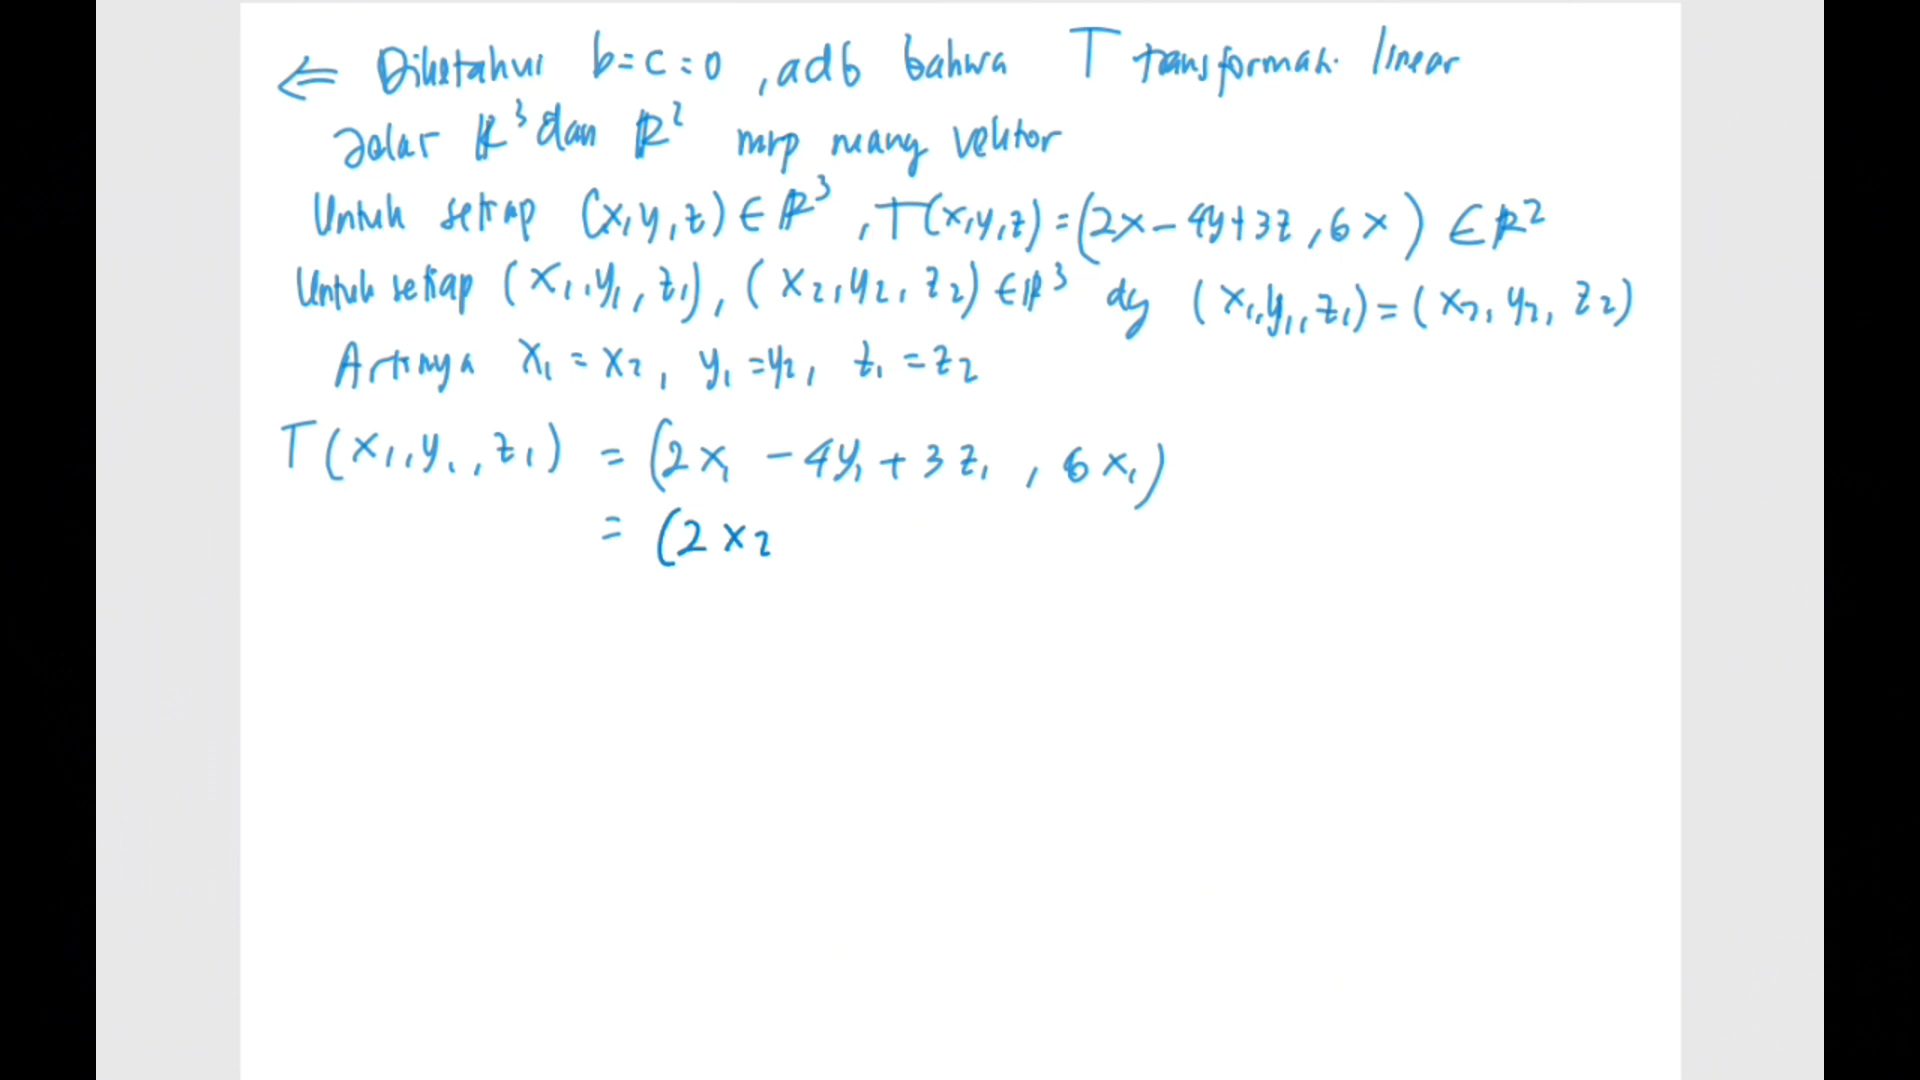 ⇐ Diketahui b=c=0, adb bahwa T transformasi linear
Jelas ℝ³ dan ℝ² mrp ruang vektor
Untuk setiap (x,y,z) ∈ ℝ³, T(x,y,z) = (2x - 4y + 3z, 6x) ∈ ℝ²
Untuk setiap (x₁,y₁,z₁), (x₂,y₂,z₂) ∈ ℝ³ dg (x₁,y₁,z₁) = (x₂,y₂,z₂)
Artinya x₁ = x₂, y₁ = y₂, z₁ = z₂
T(x₁,y₁,z₁) = (2x₁ - 4y₁ + 3z₁, 6x₁)
= (2x₂